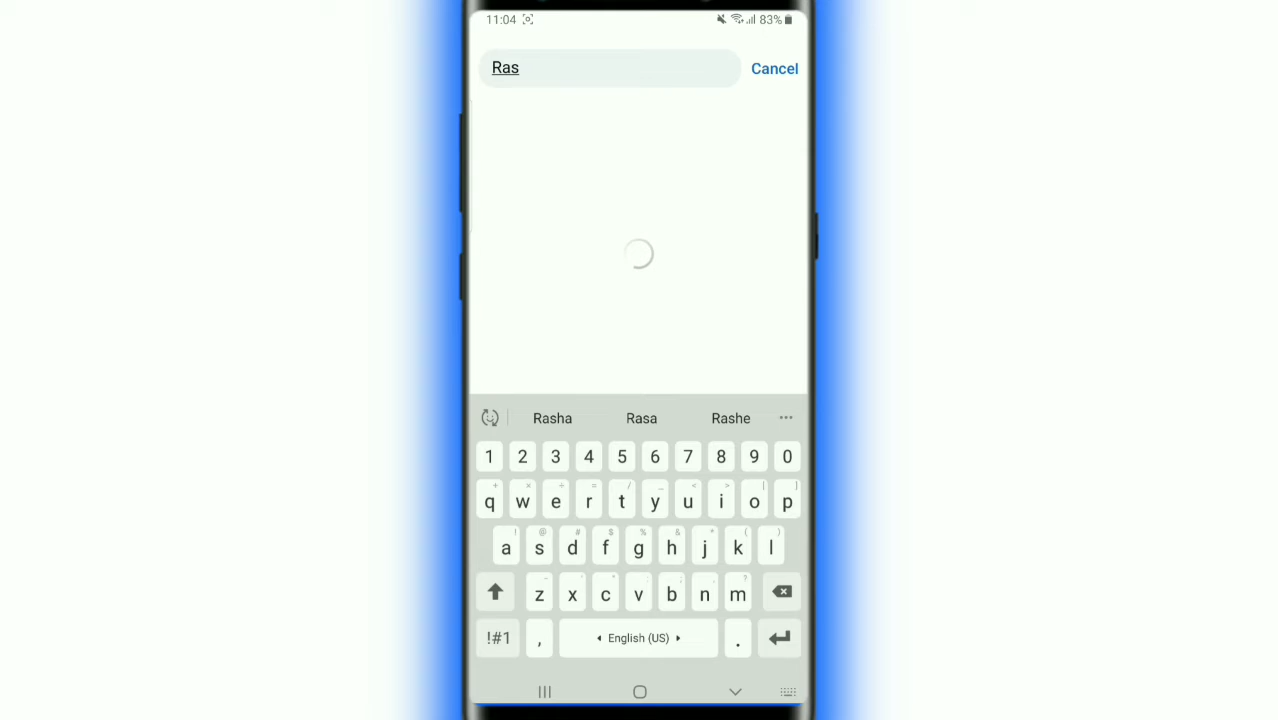 11:04 83%
Ras Cancel
Rasha Rasa Rashe ...
1 2 3 4 5 6 7 8 9 0
+ × ÷ = / _ < > [ ]
q w e r t y u i o p
! @ # $ % ^ & * ( )
a s d f g h j k l
z x c v b n m
!#1 , ◂ English (US) ▸ .